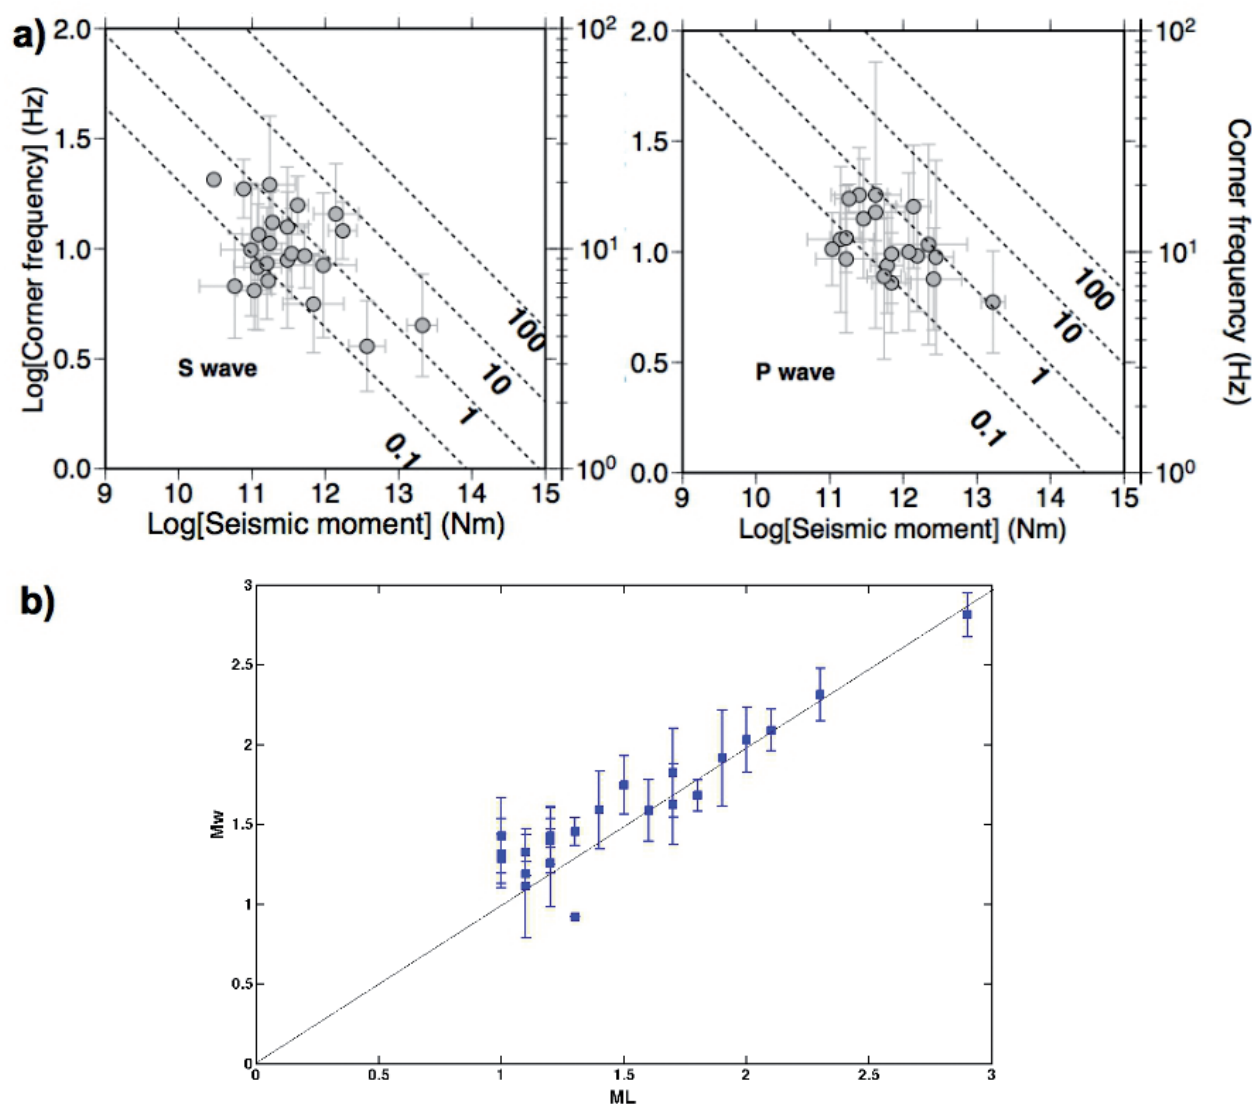 a)
2.0
1.5
1.0
0.5
0.0
Log[Corner frequency] (Hz)
10²
10¹
10⁰
S wave
100
10
1
0.1
9 10 11 12 13 14 15
Log[Seismic moment] (Nm)
2.0
1.5
1.0
0.5
0.0
10²
10¹
10⁰
Corner frequency (Hz)
P wave
100
10
1
0.1
9 10 11 12 13 14 15
Log[Seismic moment] (Nm)
b)
3
2.5
2
1.5
1
0.5
0
Mw
0 0.5 1 1.5 2 2.5 3
ML